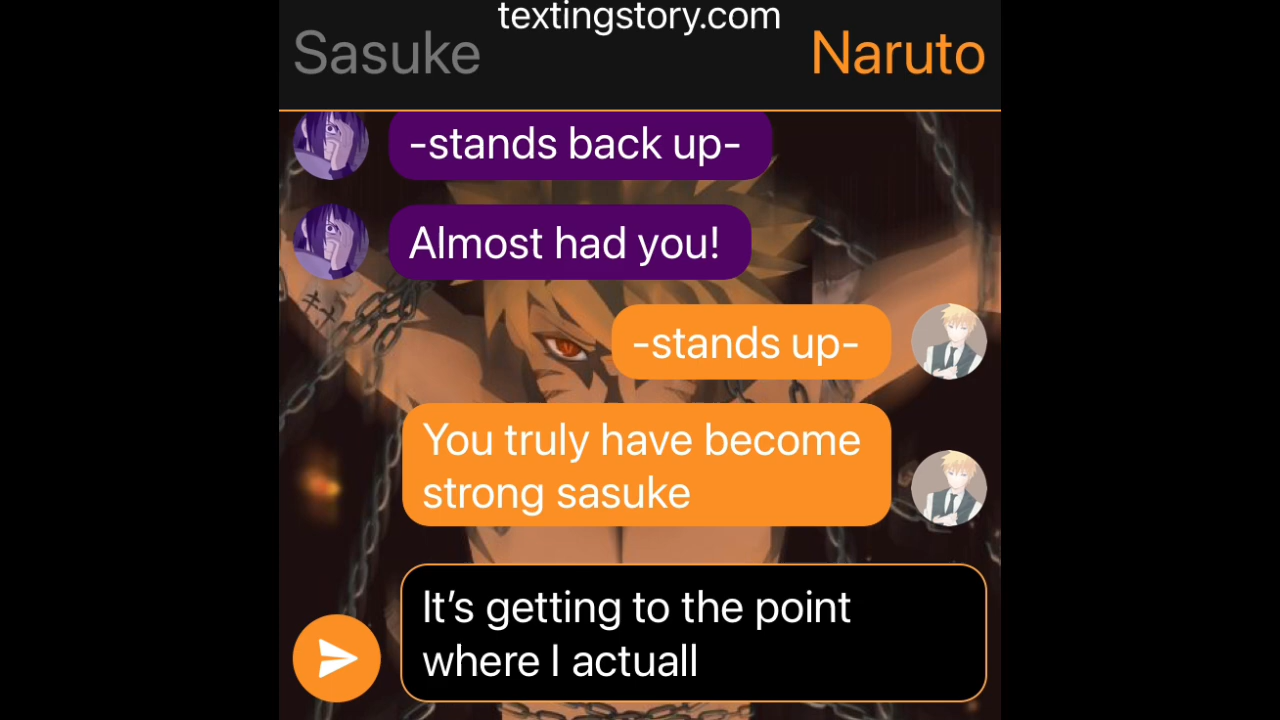 textingstory.com
Sasuke
Naruto
-stands back up-
Almost had you!
-stands up-
You truly have become
strong sasuke
It's getting to the point
where I actuall